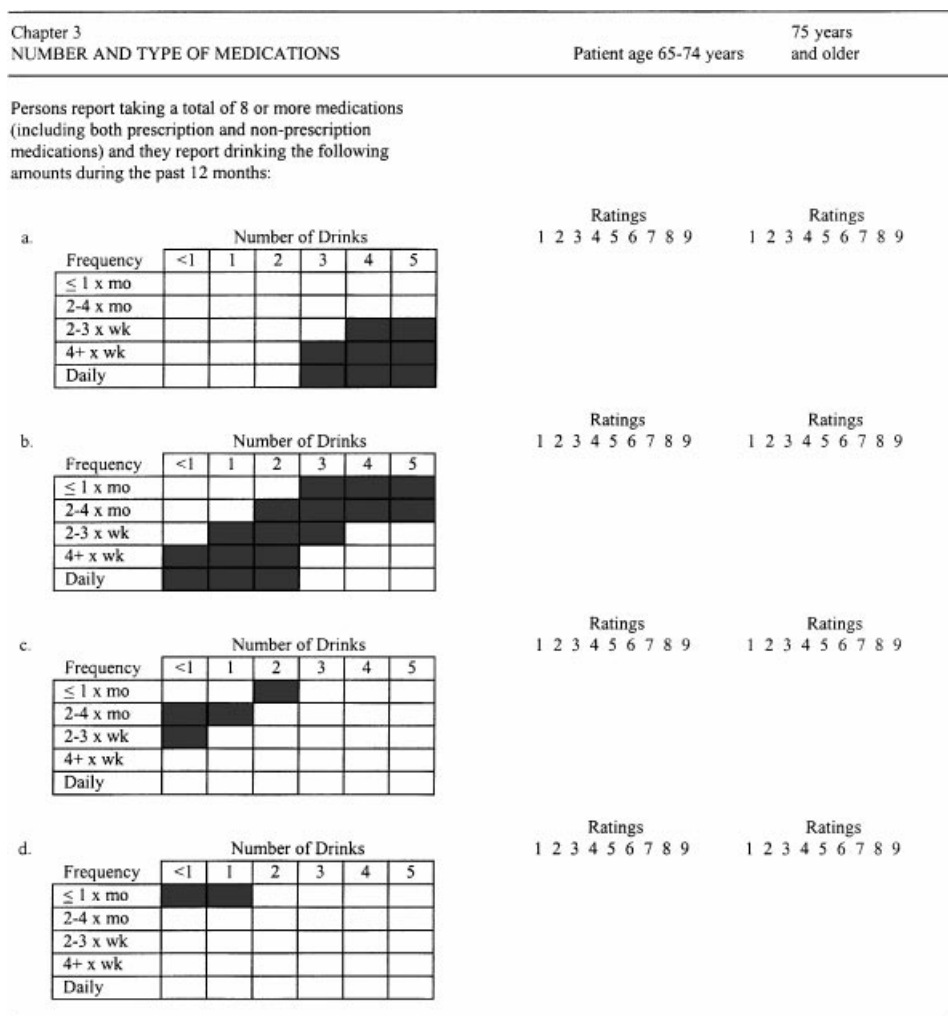 Chapter 3
75 years
NUMBER AND TYPE OF MEDICATIONS Patient age 65-74 years and older
Persons report taking a total of 8 or more medications
(including both prescription and non-prescription
medications) and they report drinking the following
amounts during the past 12 months:
Ratings Ratings
a. Number of Drinks 1 2 3 4 5 6 7 8 9 1 2 3 4 5 6 7 8 9
Frequency <1 1 2 3 4 5
≤ 1 x mo
2-4 x mo
2-3 x wk
4+ x wk
Daily
Ratings Ratings
b. Number of Drinks 1 2 3 4 5 6 7 8 9 1 2 3 4 5 6 7 8 9
Frequency <1 1 2 3 4 5
≤ 1 x mo
2-4 x mo
2-3 x wk
4+ x wk
Daily
Ratings Ratings
c. Number of Drinks 1 2 3 4 5 6 7 8 9 1 2 3 4 5 6 7 8 9
Frequency <1 1 2 3 4 5
≤ 1 x mo
2-4 x mo
2-3 x wk
4+ x wk
Daily
Ratings Ratings
d. Number of Drinks 1 2 3 4 5 6 7 8 9 1 2 3 4 5 6 7 8 9
Frequency <1 1 2 3 4 5
≤ 1 x mo
2-4 x mo
2-3 x wk
4+ x wk
Daily